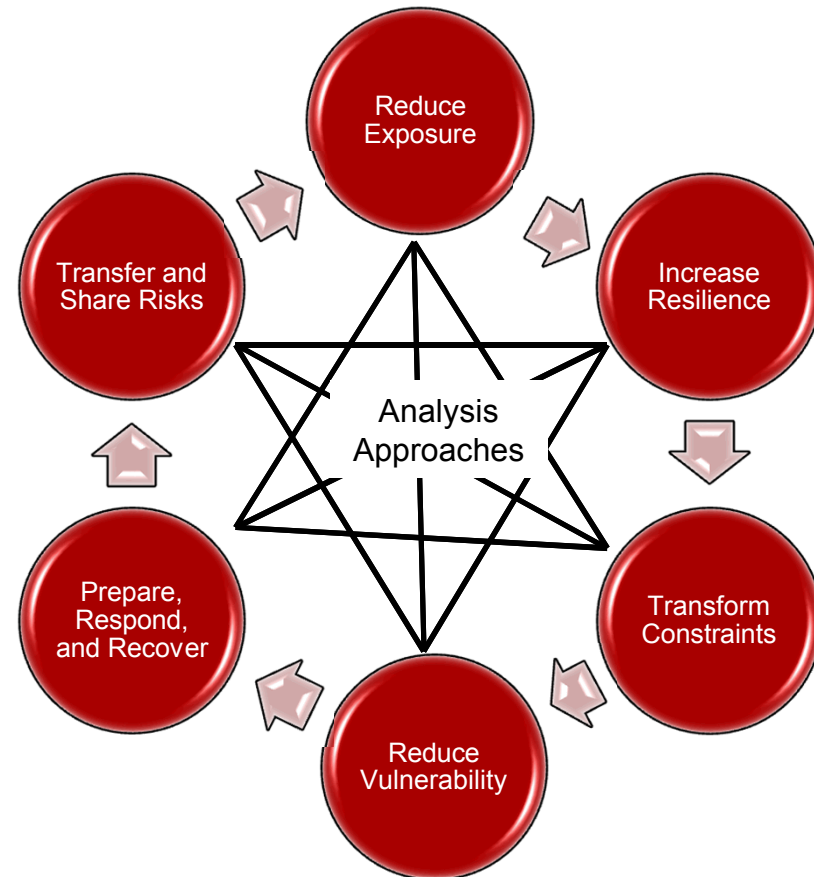 Reduce
Exposure
Increase
Resilience
Transform
Constraints
Reduce
Vulnerability
Prepare,
Respond,
and Recover
Transfer and
Share Risks
Analysis
Approaches